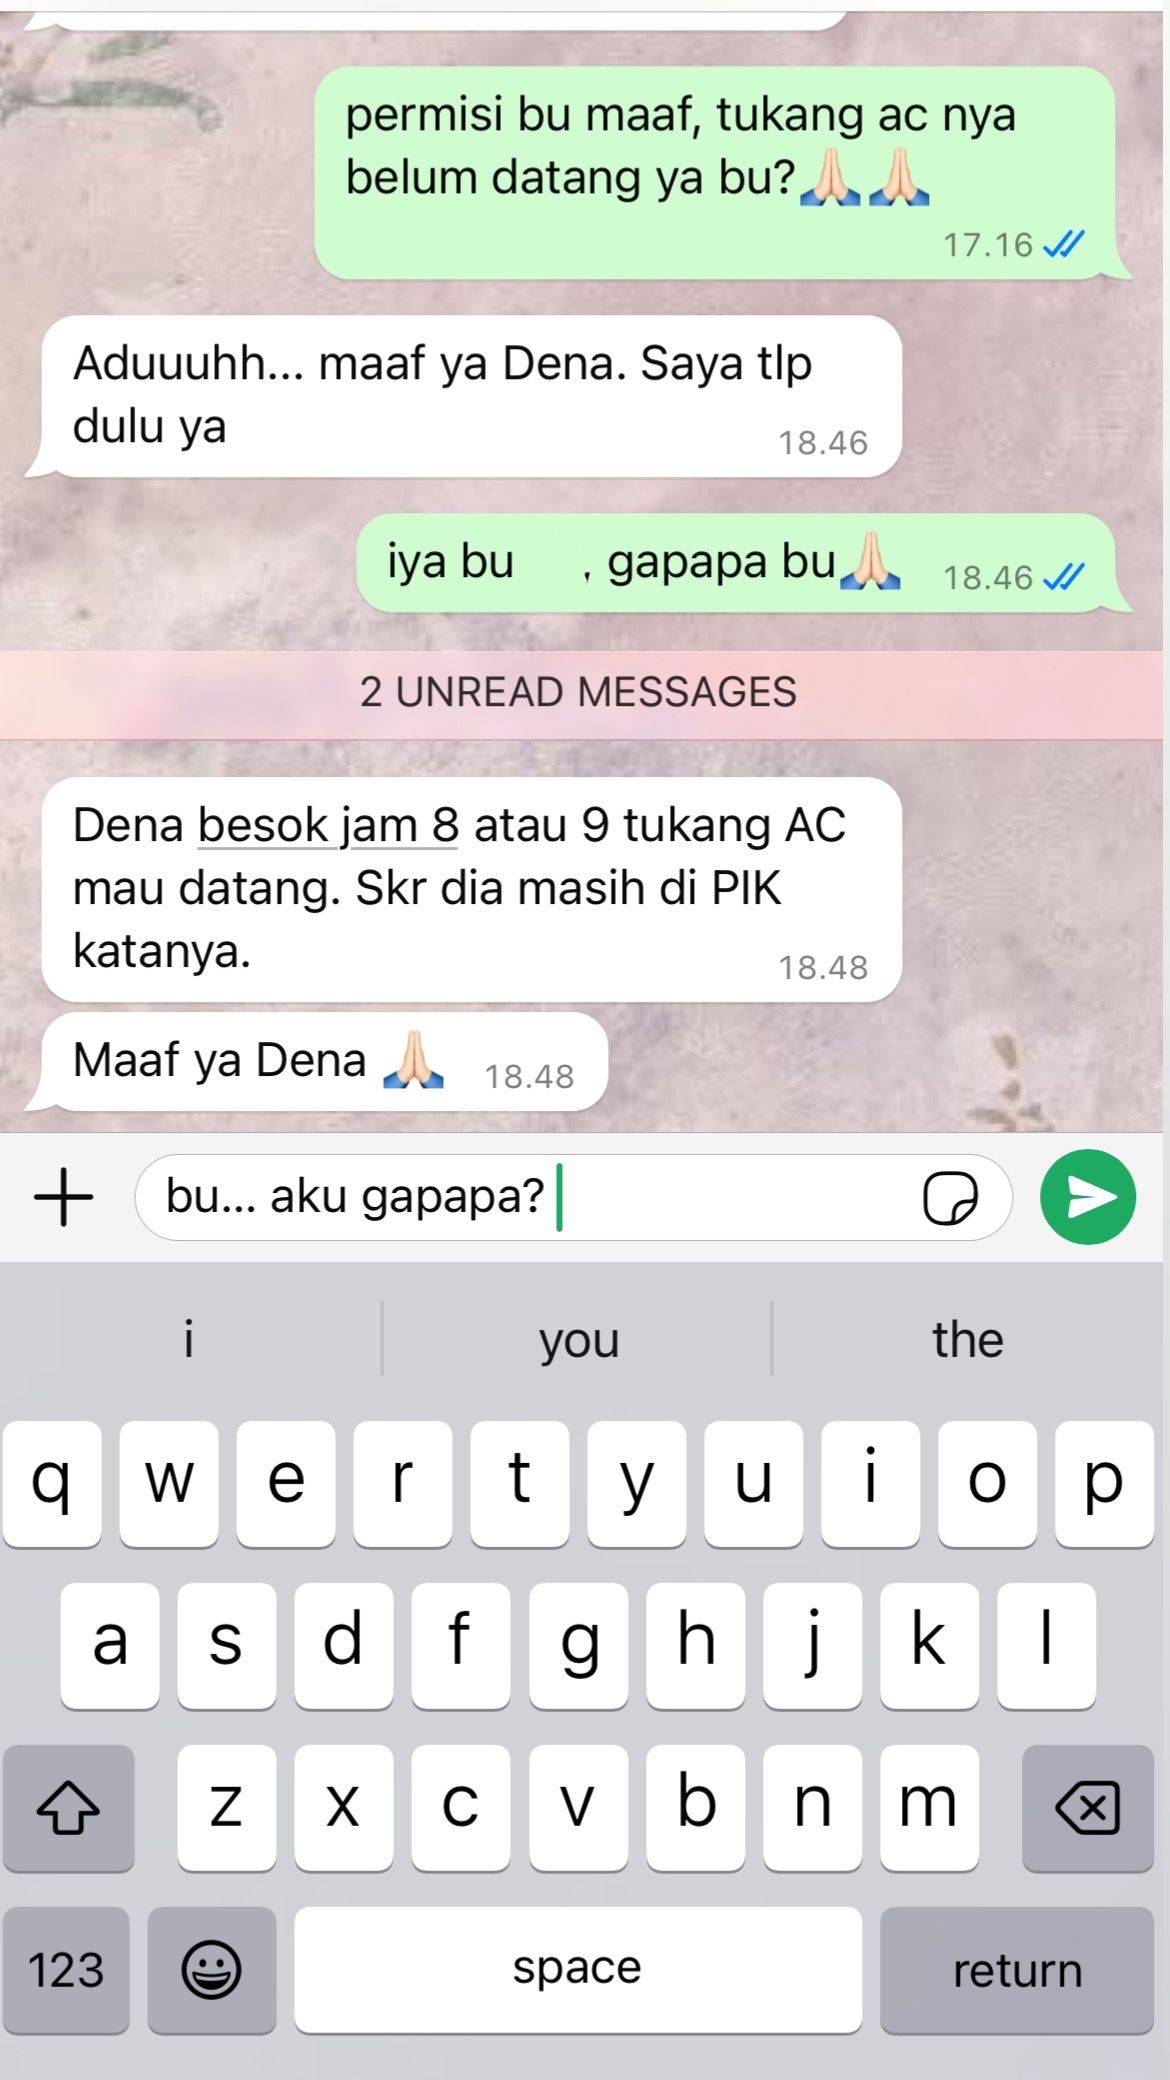 permisi bu maaf, tukang ac nya
belum datang ya bu?🙏🏻🙏🏻
17.16
Aduuuhh... maaf ya Dena. Saya tlp
dulu ya
18.46
iya bu , gapapa bu🙏🏻 18.46
2 UNREAD MESSAGES
Dena besok jam 8 atau 9 tukang AC
mau datang. Skr dia masih di PIK
katanya.
18.48
Maaf ya Dena 🙏🏻 18.48
bu... aku gapapa?
i you the
q w e r t y u i o p
a s d f g h j k l
z x c v b n m
123 space return